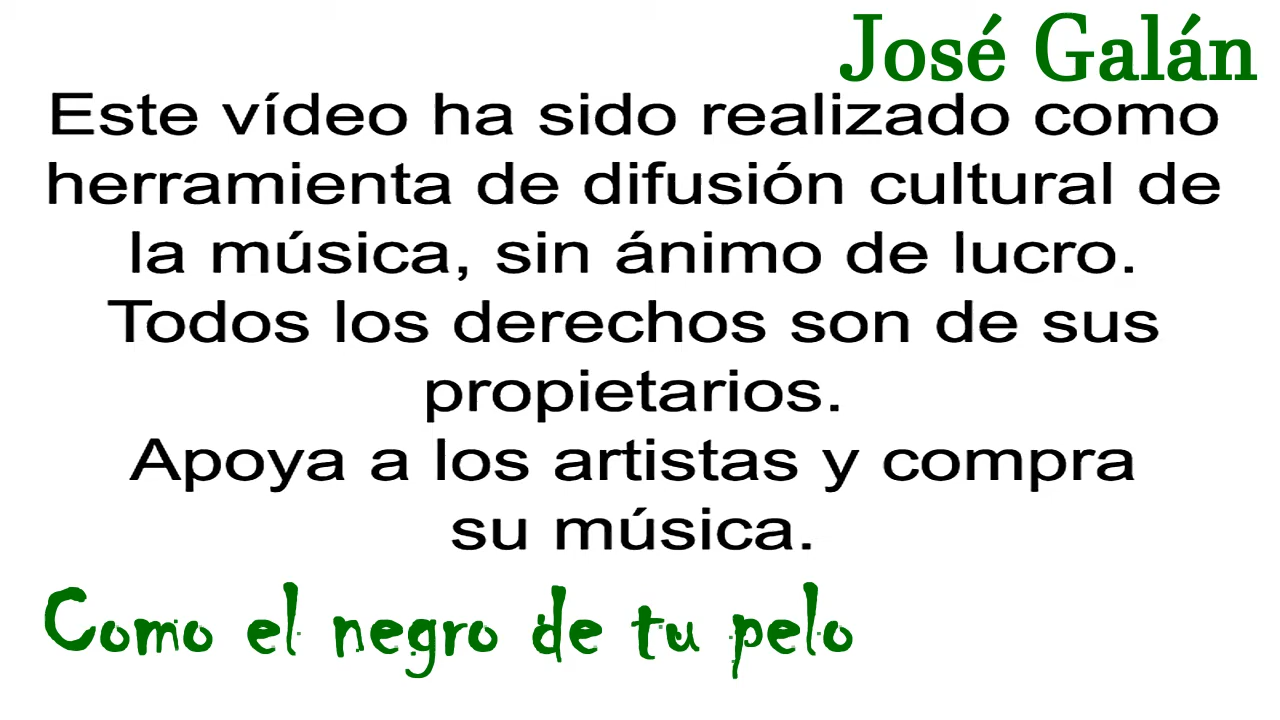 José Galán
Este vídeo ha sido realizado como
herramienta de difusión cultural de
la música, sin ánimo de lucro.
Todos los derechos son de sus
propietarios.
Apoya a los artistas y compra
su música.
Como el negro de tu pelo